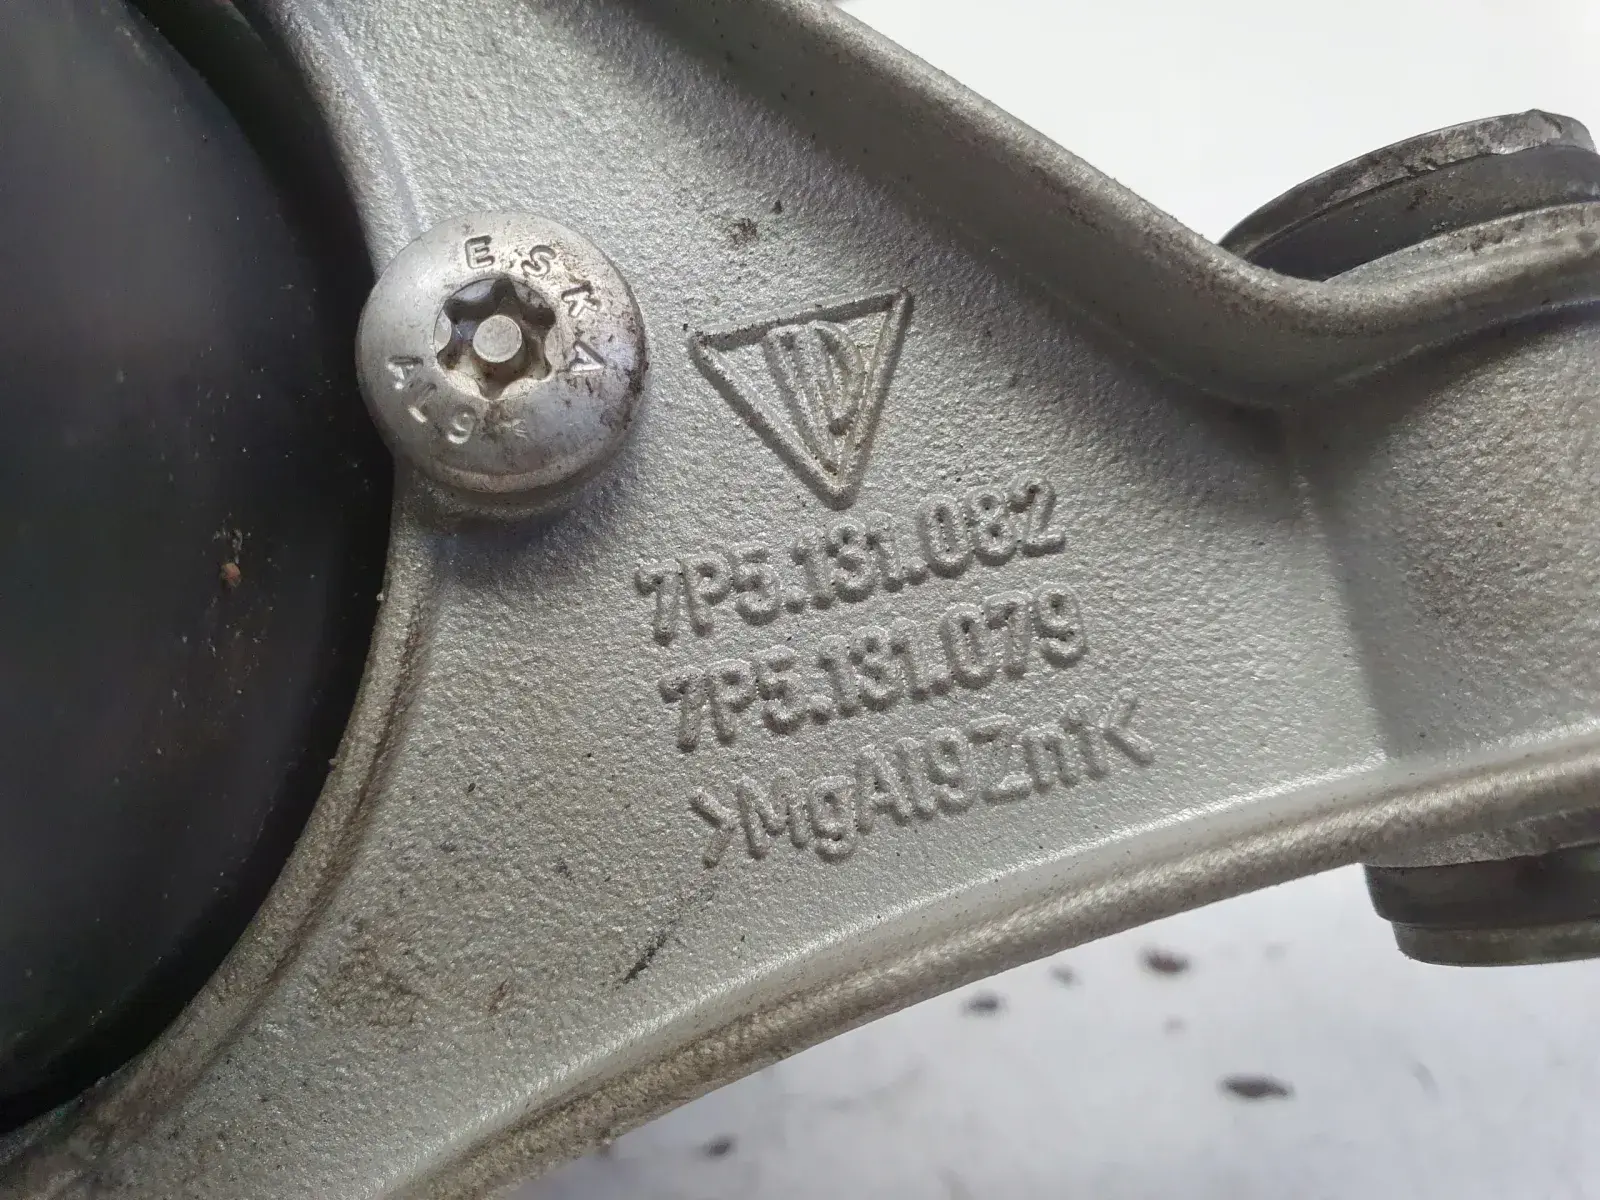 ESKA
AL9
7P5.131.082
7P5.131.079
>MgAl9Zn1<